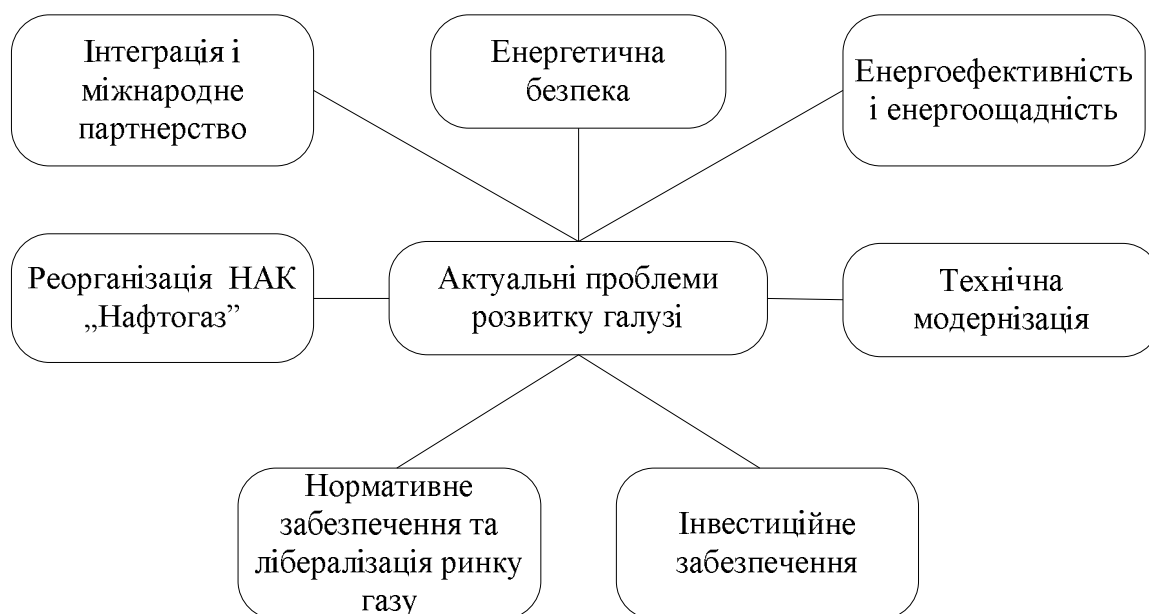 Інтеграція і
міжнародне
партнерство
Енергетична
безпека
Енергоефективність
і енергоощадність
Реорганізація НАК
„Нафтогаз”
Актуальні проблеми
розвитку галузі
Технічна
модернізація
Нормативне
забезпечення та
лібералізація ринку
газу
Інвестиційне
забезпечення